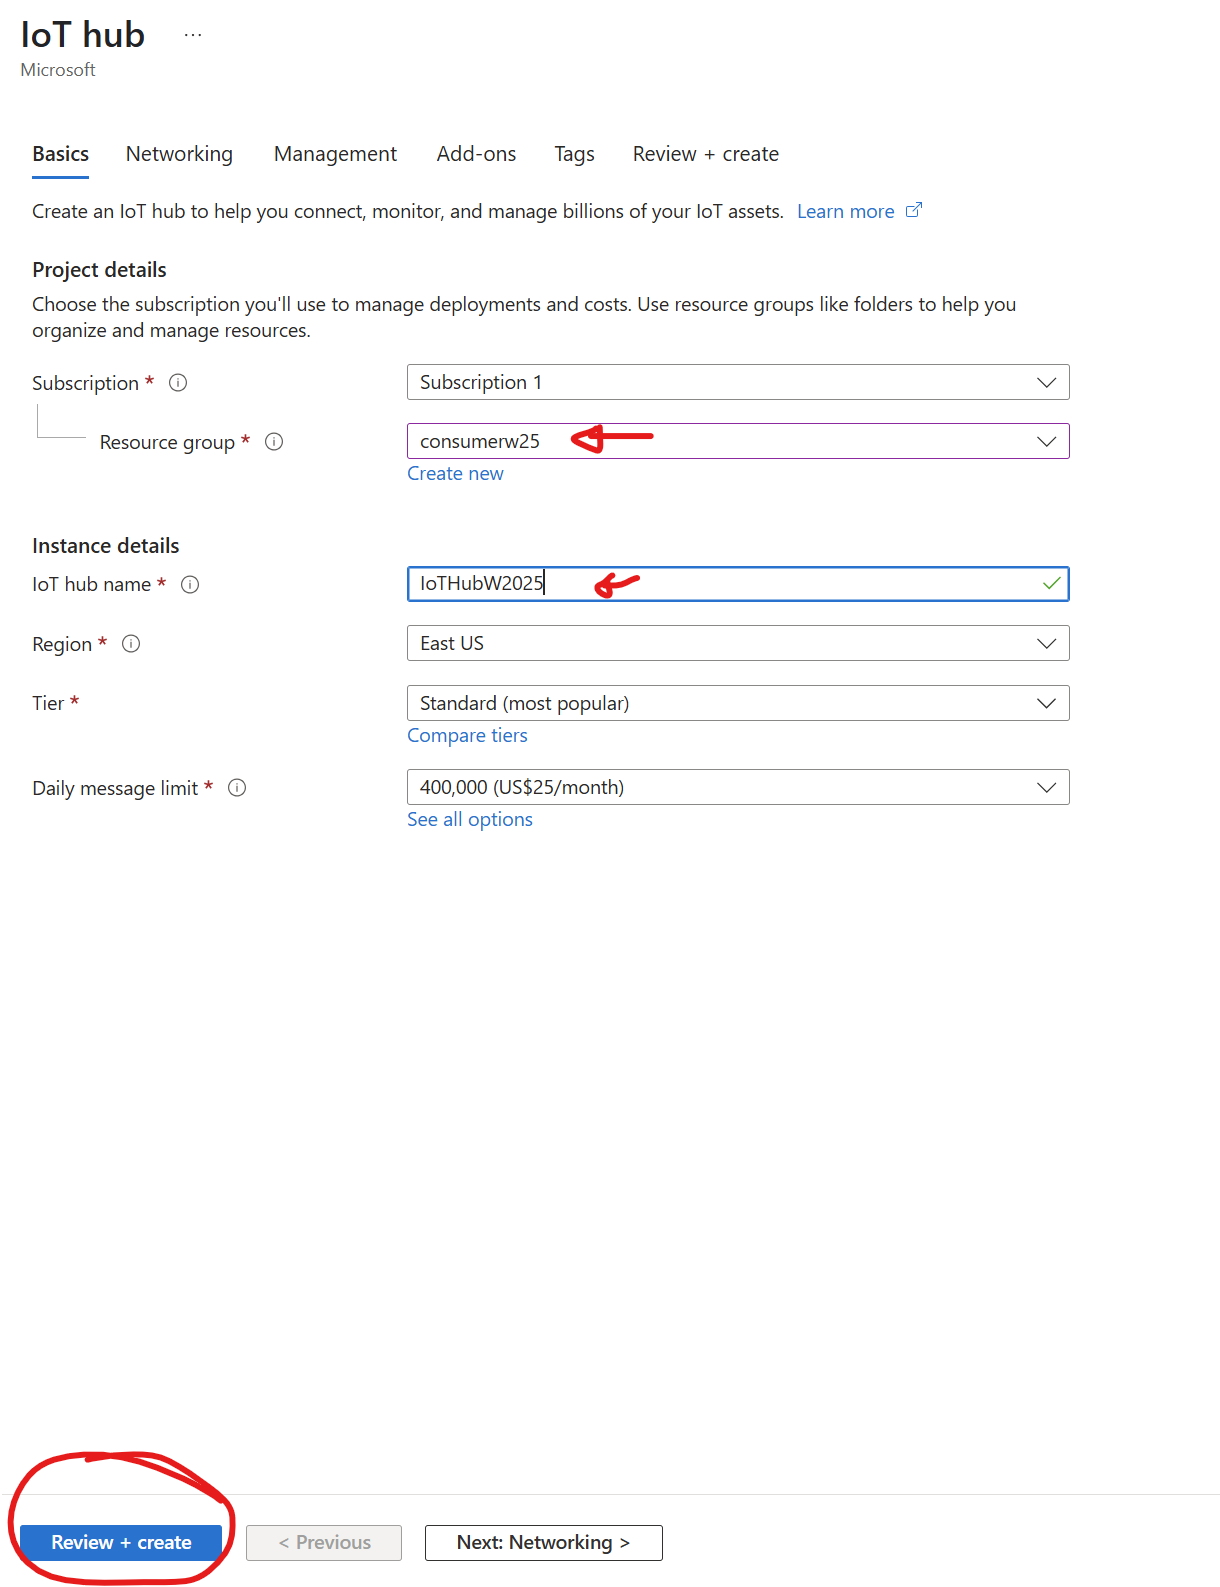 IoT hub ...
Microsoft
Basics Networking Management Add-ons Tags Review + create
Create an IoT hub to help you connect, monitor, and manage billions of your IoT assets. Learn more
Project details
Choose the subscription you'll use to manage deployments and costs. Use resource groups like folders to help you
organize and manage resources.
Subscription * Subscription 1
Resource group * consumerw25
Create new
Instance details
IoT hub name * IoTHubW2025
Region * East US
Tier * Standard (most popular)
Compare tiers
Daily message limit * 400,000 (US$25/month)
See all options
Review + create < Previous Next: Networking >